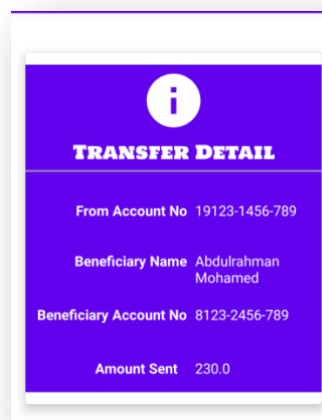 i
TRANSFER DETAIL
From Account No 19123-1456-789
Beneficiary Name Abdulrahman
Mohamed
Beneficiary Account No 8123-2456-789
Amount Sent 230.0